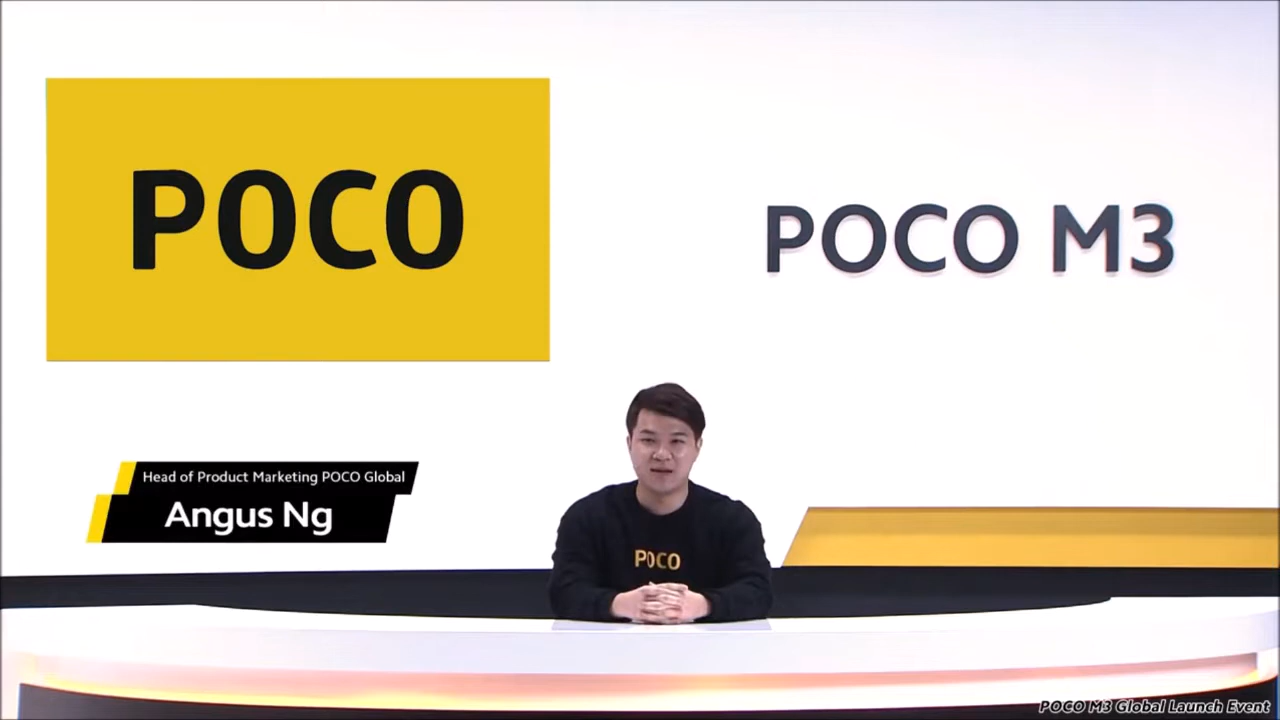 POCO
POCO M3
Head of Product Marketing POCO Global
Angus Ng
POCO
POCO M3 Global Launch Event